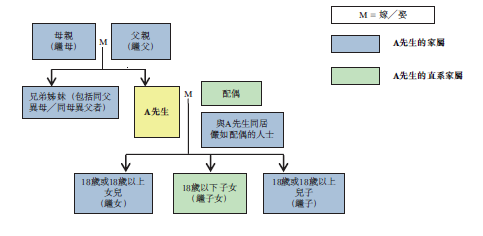 母親
(繼母)
M
父親
(繼父)
M = 嫁／娶
A先生的家屬
A先生的直系家屬
兄弟姊妹（包括同父
異母／同母異父者）
A先生
M
配偶
與A先生同居
儼如配偶的人士
18歲或18歲以上
女兒
(繼女)
18歲以下子女
(繼子女)
18歲或18歲以上
兒子
(繼子)